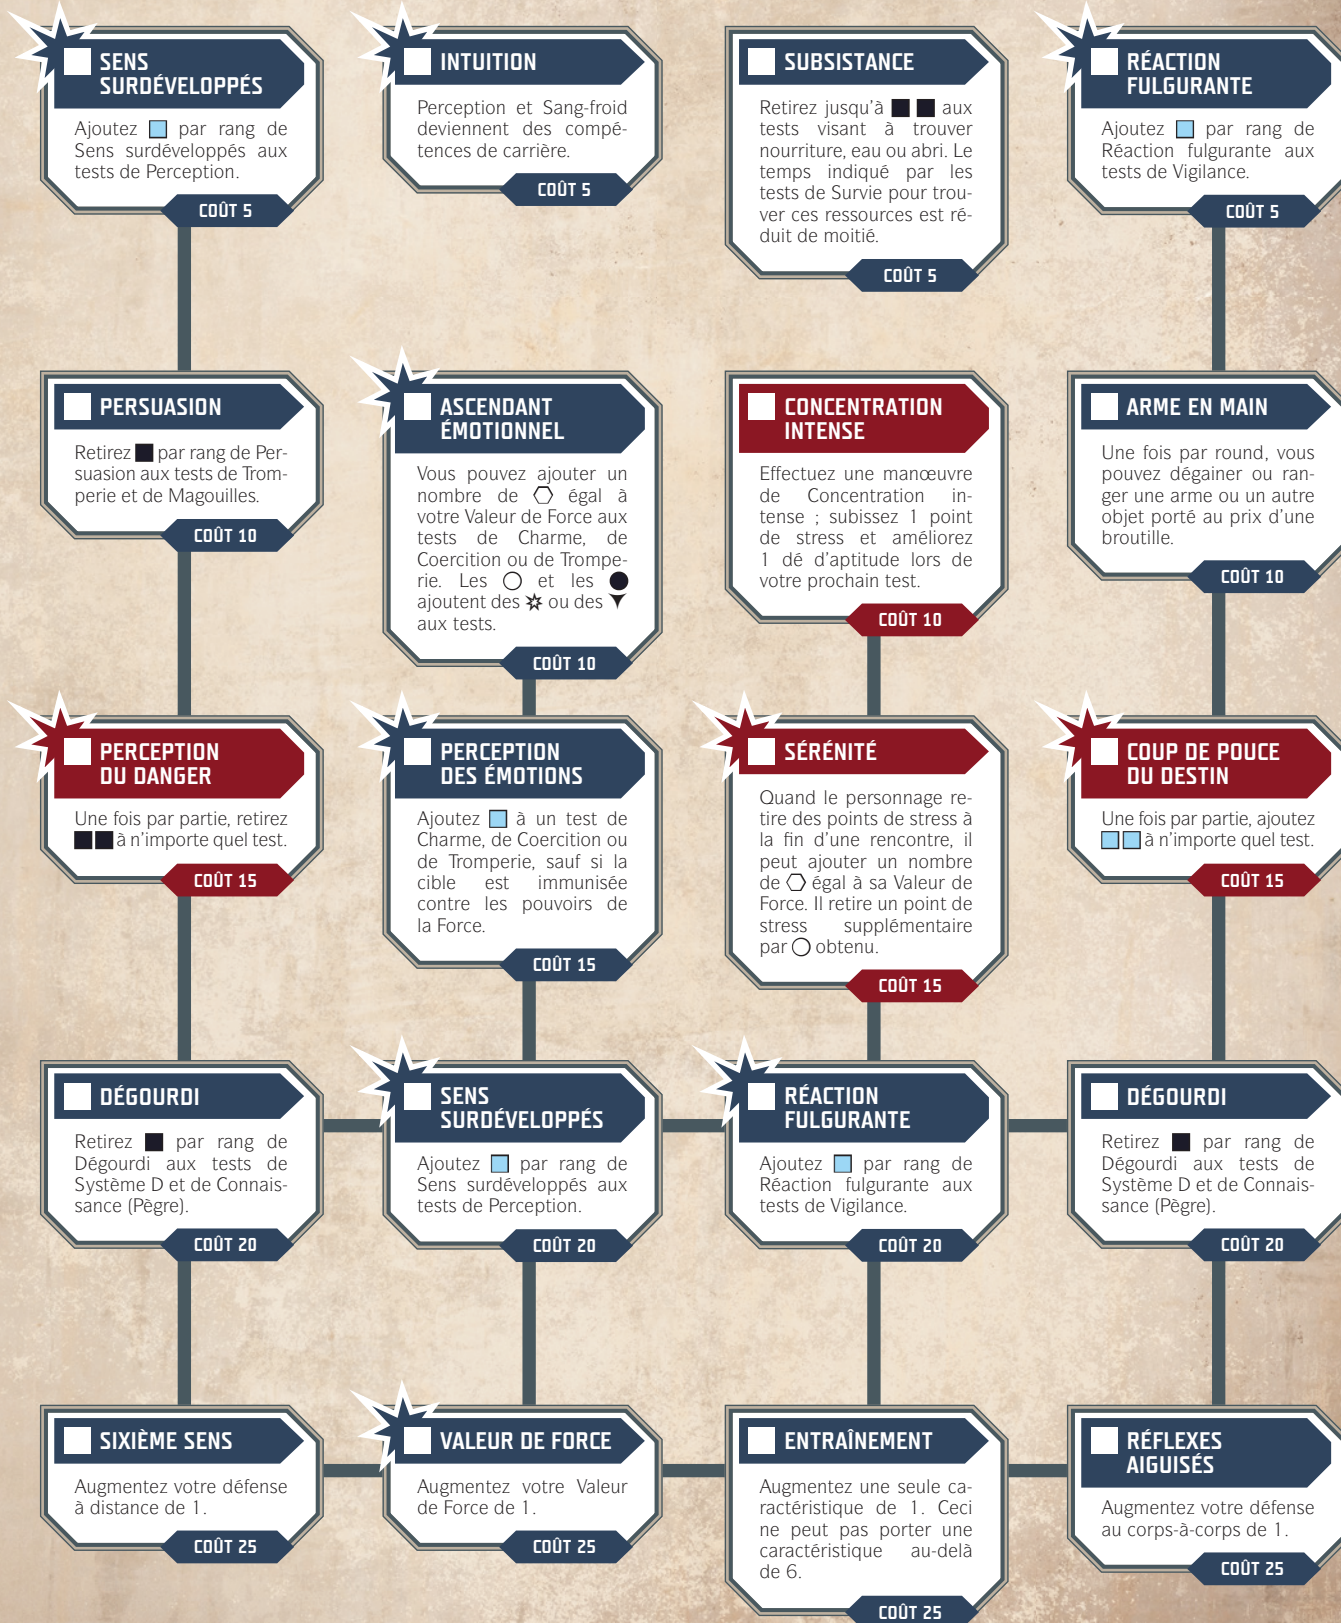 SENS
SURDÉVELOPPÉS
Ajoutez par rang de
Sens surdéveloppés aux
tests de Perception.
COÛT 5
INTUITION
Perception et Sang-froid
deviennent des compé-
tences de carrière.
COÛT 5
SUBSISTANCE
Retirez jusqu'à aux
tests visant à trouver
nourriture, eau ou abri. Le
temps indiqué par les
tests de Survie pour trou-
ver ces ressources est ré-
duit de moitié.
COÛT 5
RÉACTION
FULGURANTE
Ajoutez par rang de
Réaction fulgurante aux
tests de Vigilance.
COÛT 5
PERSUASION
Retirez par rang de Per-
suasion aux tests de Trom-
perie et de Magouilles.
COÛT 10
ASCENDANT
ÉMOTIONNEL
Vous pouvez ajouter un
nombre de égal à
votre Valeur de Force aux
tests de Charme, de
Coercition ou de Trompe-
rie. Les et les
ajoutent des ou des
aux tests.
COÛT 10
CONCENTRATION
INTENSE
Effectuez une manœuvre
de Concentration in-
tense ; subissez 1 point
de stress et améliorez
1 dé d'aptitude lors de
votre prochain test.
COÛT 10
ARME EN MAIN
Une fois par round, vous
pouvez dégainer ou ran-
ger une arme ou un autre
objet porté au prix d'une
broutille.
COÛT 10
PERCEPTION
DU DANGER
Une fois par partie, retirez
à n'importe quel test.
COÛT 15
PERCEPTION
DES ÉMOTIONS
Ajoutez à un test de
Charme, de Coercition ou
de Tromperie, sauf si la
cible est immunisée
contre les pouvoirs de
la Force.
COÛT 15
SÉRÉNITÉ
Quand le personnage re-
tire des points de stress à
la fin d'une rencontre, il
peut ajouter un nombre
de égal à sa Valeur de
Force. Il retire un point de
stress supplémentaire
par obtenu.
COÛT 15
COUP DE POUCE
DU DESTIN
Une fois par partie, ajoutez
à n'importe quel test.
COÛT 15
DÉGOURDI
Retirez par rang de
Dégourdi aux tests de
Système D et de Connais-
sance (Pègre).
COÛT 20
SENS
SURDÉVELOPPÉS
Ajoutez par rang de
Sens surdéveloppés aux
tests de Perception.
COÛT 20
RÉACTION
FULGURANTE
Ajoutez par rang de
Réaction fulgurante aux
tests de Vigilance.
COÛT 20
DÉGOURDI
Retirez par rang de
Dégourdi aux tests de
Système D et de Connais-
sance (Pègre).
COÛT 20
SIXIÈME SENS
Augmentez votre défense
à distance de 1.
COÛT 25
VALEUR DE FORCE
Augmentez votre Valeur
de Force de 1.
COÛT 25
ENTRAÎNEMENT
Augmentez une seule ca-
ractéristique de 1. Ceci
ne peut pas porter une
caractéristique au-delà
de 6.
COÛT 25
RÉFLEXES
AIGUISÉS
Augmentez votre défense
au corps-à-corps de 1.
COÛT 25